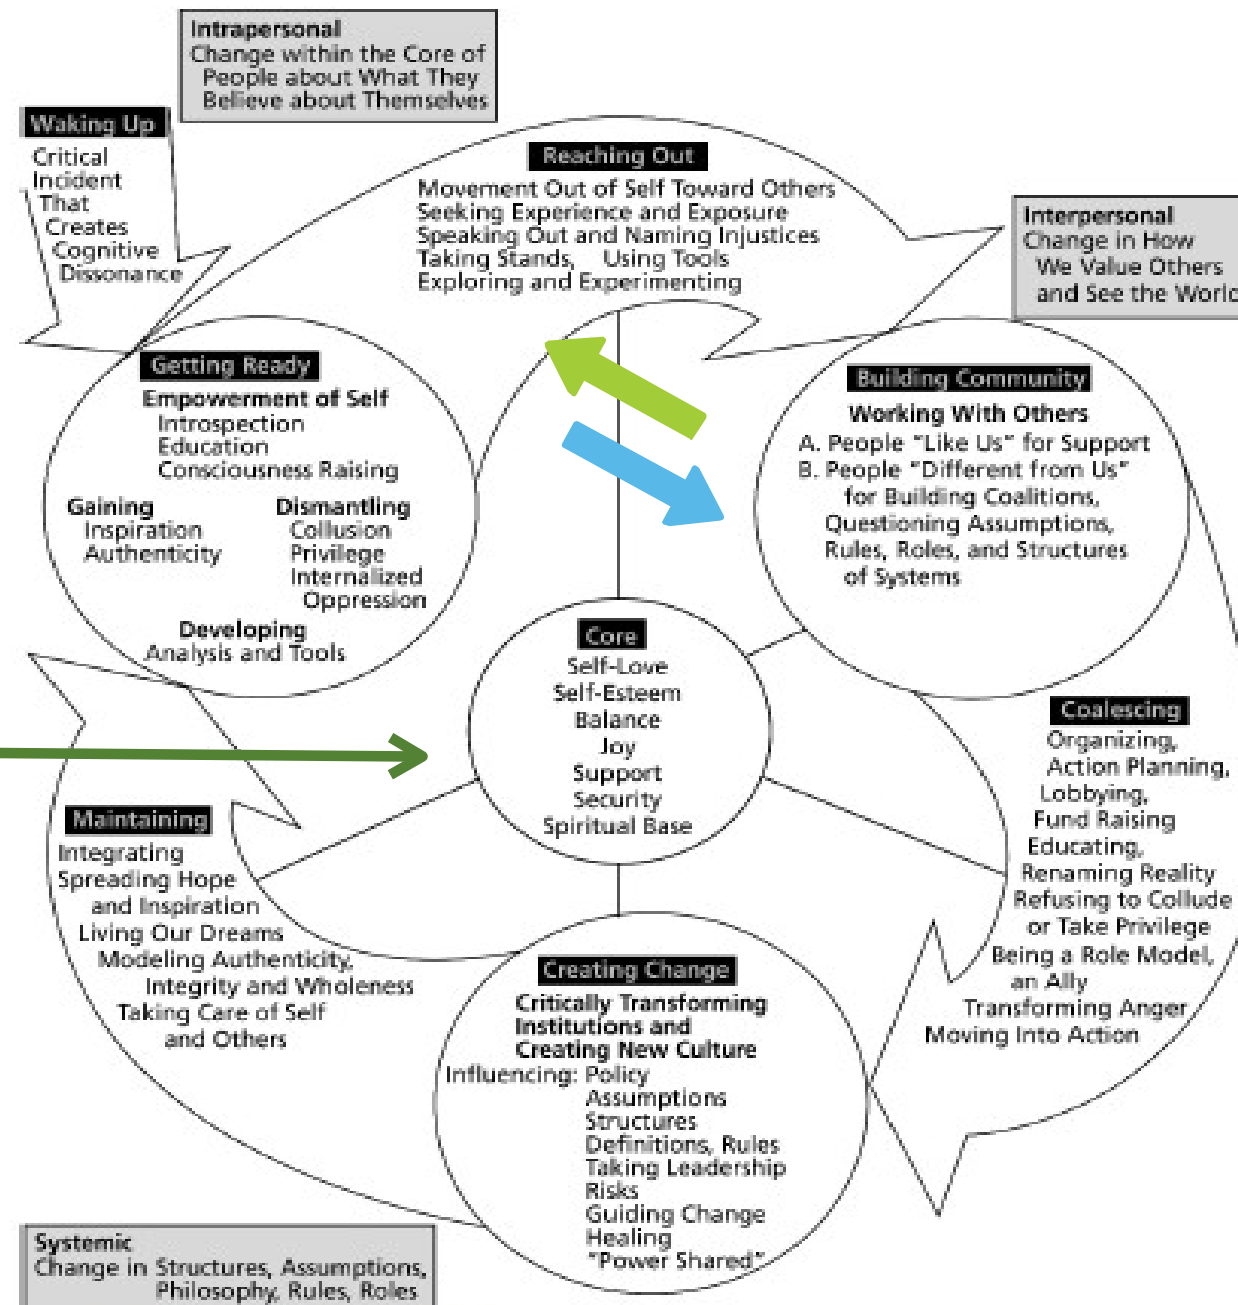 Intrapersonal
Change within the Core of
People about What They
Believe about Themselves
Waking Up
Critical
Incident
That
Creates
Cognitive
Dissonance
Reaching Out
Movement Out of Self Toward Others
Seeking Experience and Exposure
Speaking Out and Naming Injustices
Taking Stands, Using Tools
Exploring and Experimenting
Interpersonal
Change in How
We Value Others
and See the World
Getting Ready
Empowerment of Self
Introspection
Education
Consciousness Raising
Gaining
Inspiration
Authenticity
Dismantling
Collusion
Privilege
Internalized
Oppression
Developing
Analysis and Tools
Building Community
Working With Others
A. People "Like Us" for Support
B. People "Different from Us"
for Building Coalitions,
Questioning Assumptions,
Rules, Roles, and Structures
of Systems
Core
Self-Love
Self-Esteem
Balance
Joy
Support
Security
Spiritual Base
Coalescing
Organizing,
Action Planning,
Lobbying,
Fund Raising
Educating,
Renaming Reality
Refusing to Collude
or Take Privilege
Being a Role Model,
an Ally
Transforming Anger
Moving Into Action
Maintaining
Integrating
Spreading Hope
and Inspiration
Living Our Dreams
Modeling Authenticity,
Integrity and Wholeness
Taking Care of Self
and Others
Creating Change
Critically Transforming
Institutions and
Creating New Culture
Influencing: Policy
Assumptions
Structures
Definitions, Rules
Taking Leadership
Risks
Guiding Change
Healing
"Power Shared"
Systemic
Change in Structures, Assumptions,
Philosophy, Rules, Roles